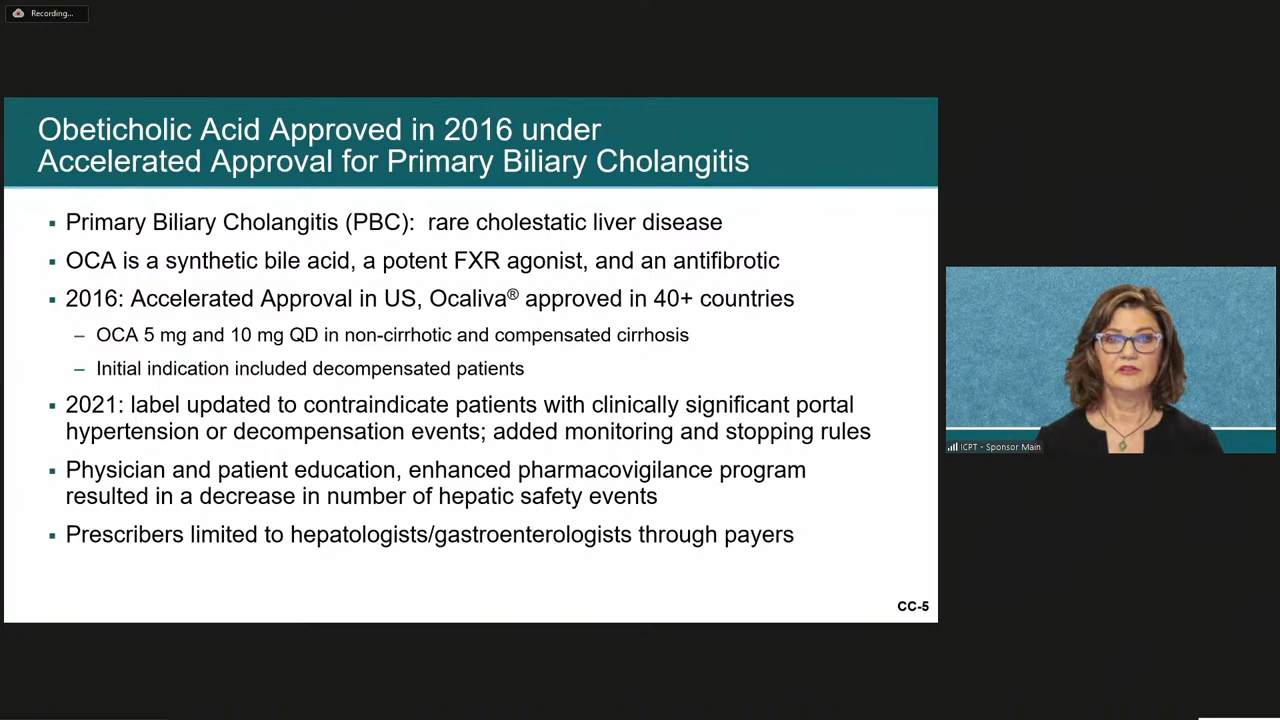 Recording...
Obeticholic Acid Approved in 2016 under
Accelerated Approval for Primary Biliary Cholangitis
▪ Primary Biliary Cholangitis (PBC): rare cholestatic liver disease
▪ OCA is a synthetic bile acid, a potent FXR agonist, and an antifibrotic
▪ 2016: Accelerated Approval in US, Ocaliva® approved in 40+ countries
– OCA 5 mg and 10 mg QD in non-cirrhotic and compensated cirrhosis
– Initial indication included decompensated patients
▪ 2021: label updated to contraindicate patients with clinically significant portal
hypertension or decompensation events; added monitoring and stopping rules
▪ Physician and patient education, enhanced pharmacovigilance program
resulted in a decrease in number of hepatic safety events
▪ Prescribers limited to hepatologists/gastroenterologists through payers
CC-5
ICPT - Sponsor Main